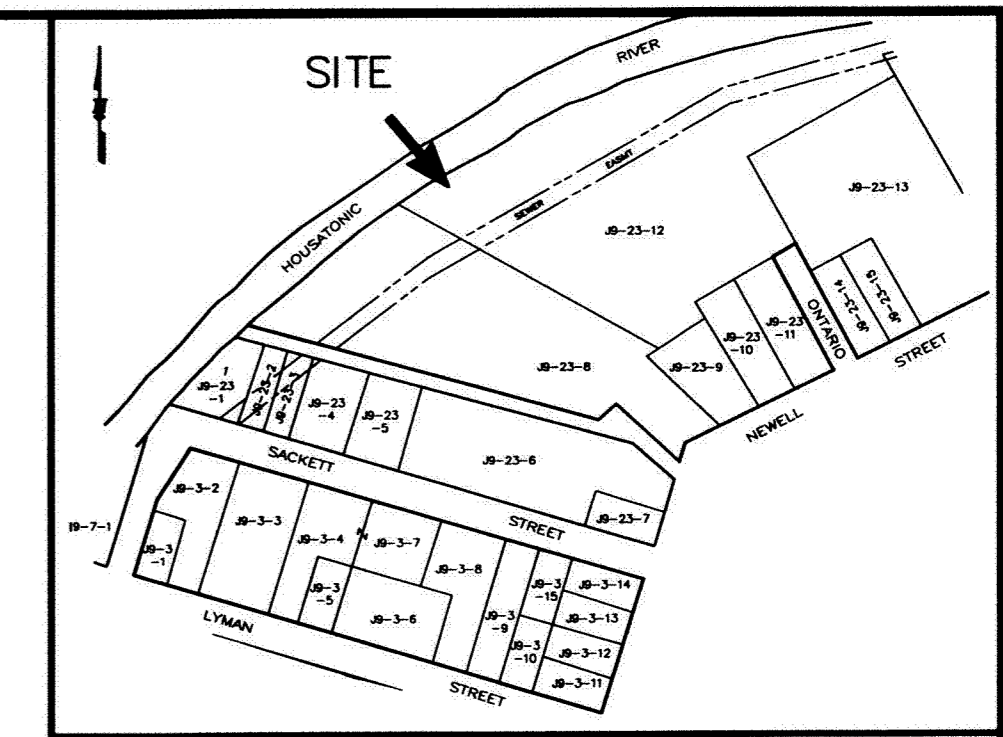 SITE
RIVER
HOUSATONIC
SEWER
EASMT
J9-23-13
J9-23-12
J9-23-14
J9-23-15
ONTARIO
STREET
J9-23
-11
J9-23
-10
J9-23-9
NEWELL
J9-23-8
1
J9-23
-1
J9-23-2
J9-23-3
J9-23
-4
J9-23
-5
J9-23-6
J9-23-7
SACKETT
STREET
J9-3-2
J9-3-3
J9-3-4
J9-3-7
J9-3-8
I9-7-1
J9-3
-1
J9-3
-5
J9-3-6
J9-3
-9
J9-3
-15
J9-3
-10
J9-3-14
J9-3-13
J9-3-12
J9-3-11
LYMAN
STREET